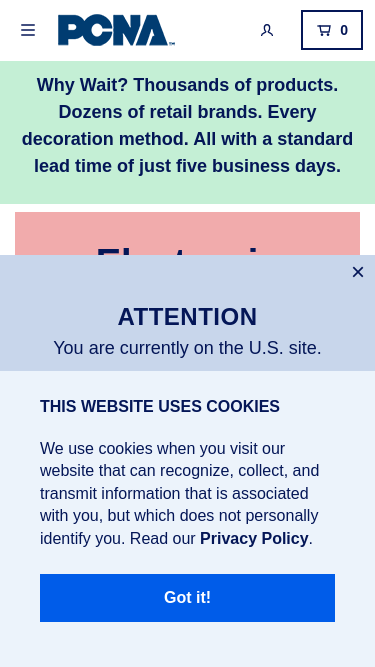 PCNA
0
Why Wait? Thousands of products.
Dozens of retail brands. Every
decoration method. All with a standard
lead time of just five business days.
ATTENTION
You are currently on the U.S. site.
THIS WEBSITE USES COOKIES
We use cookies when you visit our
website that can recognize, collect, and
transmit information that is associated
with you, but which does not personally
identify you. Read our Privacy Policy.
Got it!